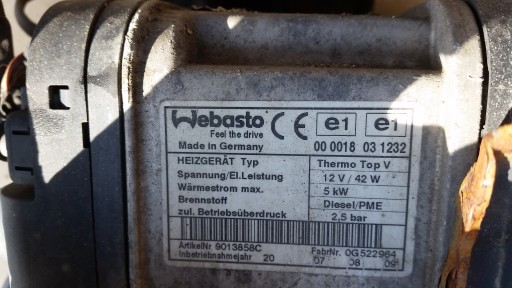 Webasto
Feel the drive
CE e1 e1
Made in Germany 00 0018 03 1232
HEIZGERÄT Typ Thermo Top V
Spannung/El.Leistung 12 V / 42 W
Wärmestrom max. 5 kW
Brennstoff Diesel/PME
zul. Betriebsüberdruck 2,5 bar
ArtikelNr 9013858C FabrNr. 0G522964
Inbetriebnahmejahr 20 07 08 09